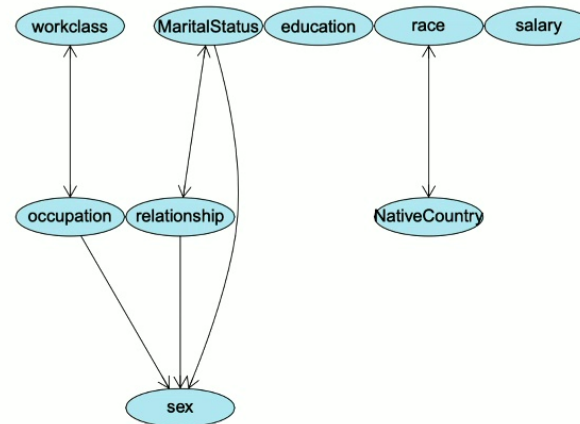 workclass
MaritalStatus
education
race
salary
occupation
relationship
NativeCountry
sex